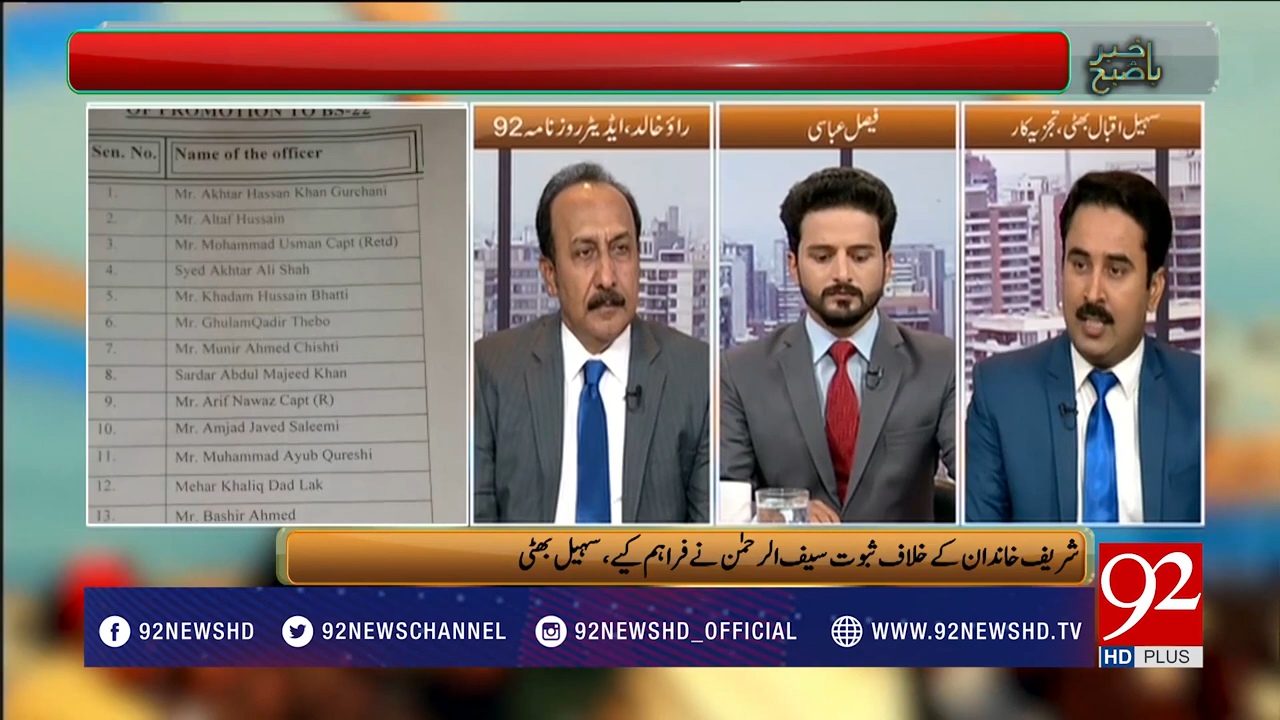 باخبر صبح
OF PROMOTION TO BS-22
Sen. No. Name of the officer
1. Mr. Akhtar Hassan Khan Gurchani
2. Mr. Altaf Hussain
3. Mr. Mohammad Usman Capt (Retd)
4. Syed Akhtar Ali Shah
5. Mr. Khadam Hussain Bhatti
6. Mr. GhulamQadir Thebo
7. Mr. Munir Ahmed Chishti
8. Sardar Abdul Majeed Khan
9. Mr. Arif Nawaz Capt (R)
10. Mr. Amjad Javed Saleemi
11. Mr. Muhammad Ayub Qureshi
12. Mehar Khaliq Dad Lak
13. Mr. Bashir Ahmed
راؤ خالد، ایڈیٹر روزنامہ 92
فیصل عباسی
سہیل اقبال بھٹی، تجزیہ کار
شریف خاندان کے خلاف ثبوت سیف الرحمٰن نے فراہم کیے، سہیل بھٹی
92NEWSHD 92NEWSCHANNEL 92NEWSHD_OFFICIAL WWW.92NEWSHD.TV
92
HD PLUS